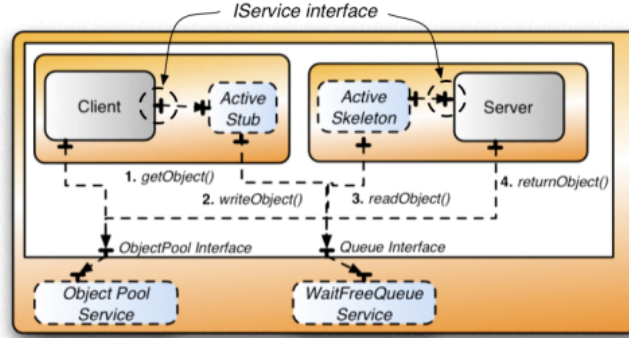 IService interface
Client
Active
Stub
Active
Skeleton
Server
1. getObject()
2. writeObject()
3. readObject()
4. returnObject()
ObjectPool Interface
Queue Interface
Object Pool
Service
WaitFreeQueue
Service